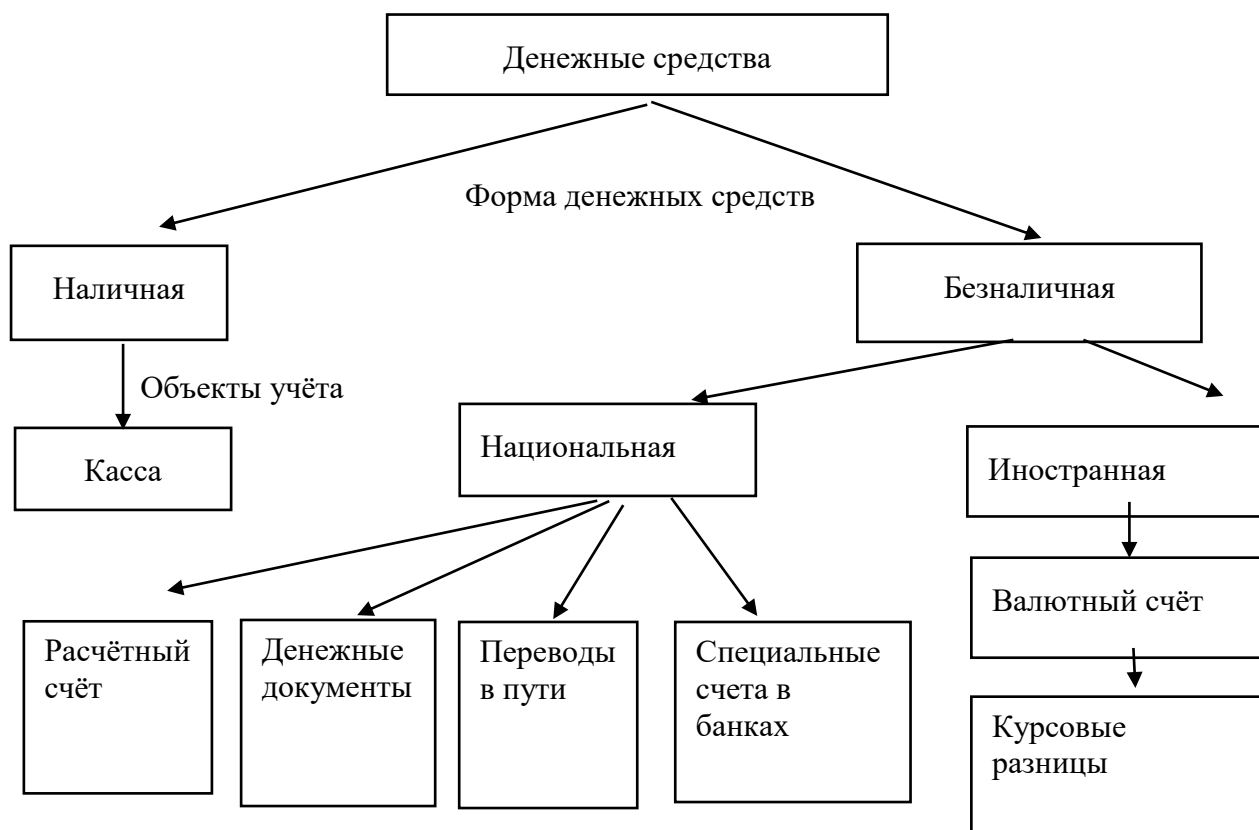 Денежные средства
Форма денежных средств
Наличная
Безналичная
Объекты учёта
Касса
Национальная
Иностранная
Валютный счёт
Расчётный
счёт
Денежные
документы
Переводы
в пути
Специальные
счета в
банках
Курсовые
разницы